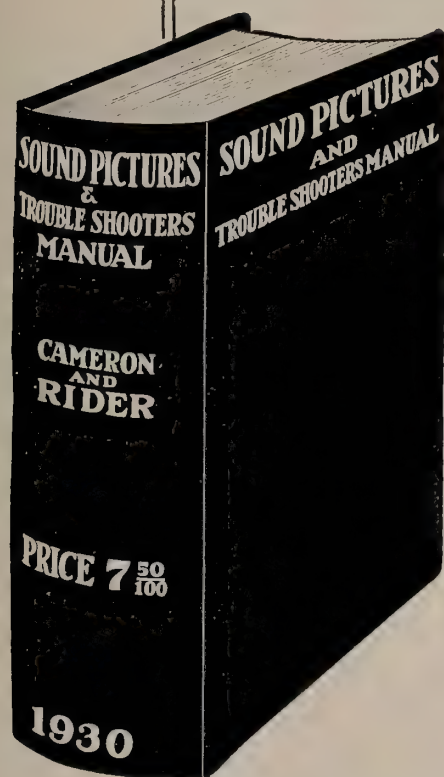 SOUND PICTURES
&
TROUBLE SHOOTERS
MANUAL
CAMERON
AND
RIDER
PRICE 7 50/100
1930
SOUND PICTURES
AND
TROUBLE SHOOTERS MANUAL